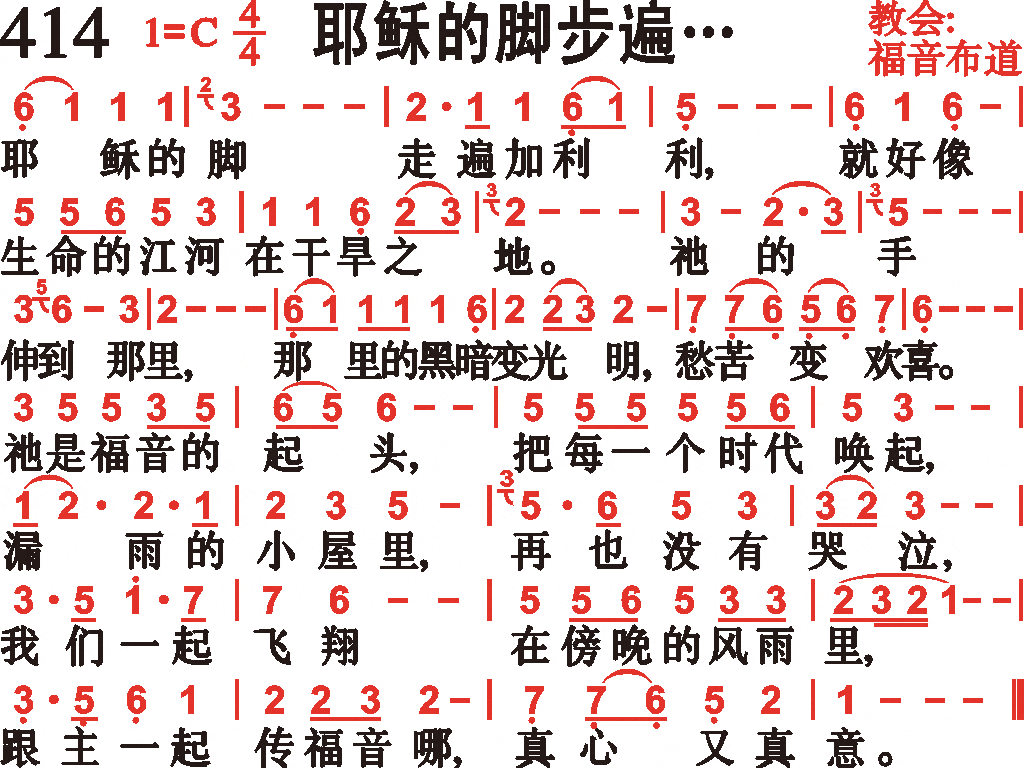 414 1=C 4/4 耶稣的脚步遍… 教会:
福音布道
6 1 1 1 | 2 3 - - - | 2 · 1 1 6 1 | 5 - - - | 6 1 6 - |
耶 稣的 脚 走 遍加利 利, 就好像
5 5 6 5 3 | 1 1 6 2 3 | 3 2 - - - | 3 - 2 · 3 | 3 5 - - - |
生命的江河 在干旱之 地。 祂 的 手
3 5 6 - 3 | 2 - - - | 6 1 1 1 1 6 | 2 2 3 2 - | 7 7 6 5 6 7 | 6 - - - |
伸到 那里, 那 里的黑暗变光 明, 愁苦 变 欢喜。
3 5 5 3 5 | 6 5 6 - - | 5 5 5 5 5 6 | 5 3 - - |
祂是福音的 起 头, 把每一个时代 唤起,
1 2 · 2 · 1 | 2 3 5 - | 3 5 · 6 5 3 | 3 2 3 - - |
漏 雨的 小屋里, 再也没有哭泣,
3 · 5 1 · 7 | 7 6 - - | 5 5 6 5 3 3 | 2 3 2 1 - - |
我们一起 飞翔 在傍晚的风雨 里,
3 · 5 6 1 | 2 2 3 2 - | 7 7 6 5 2 | 1 - - - ‖
跟主一起 传福音哪, 真心 又真意。